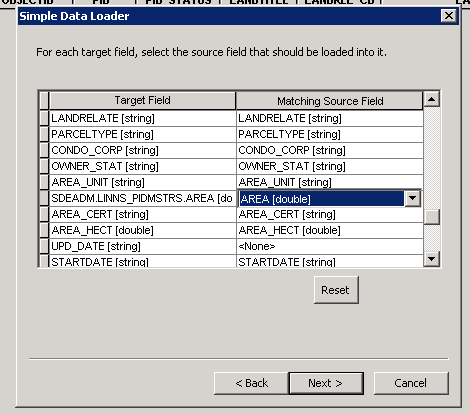 OBJECTID PID PID_STATUS LANDTITLE LANDREL_CD
Simple Data Loader
For each target field, select the source field that should be loaded into it.
Target Field Matching Source Field
LANDRELATE [string] LANDRELATE [string]
PARCELTYPE [string] PARCELTYPE [string]
CONDO_CORP [string] CONDO_CORP [string]
OWNER_STAT [string] OWNER_STAT [string]
AREA_UNIT [string] AREA_UNIT [string]
SDEADM.LINNS_PIDMSTRS.AREA [do AREA [double]
AREA_CERT [string] AREA_CERT [string]
AREA_HECT [double] AREA_HECT [double]
UPD_DATE [string] <None>
STARTDATE [string] STARTDATE [string]
Reset
< Back Next > Cancel